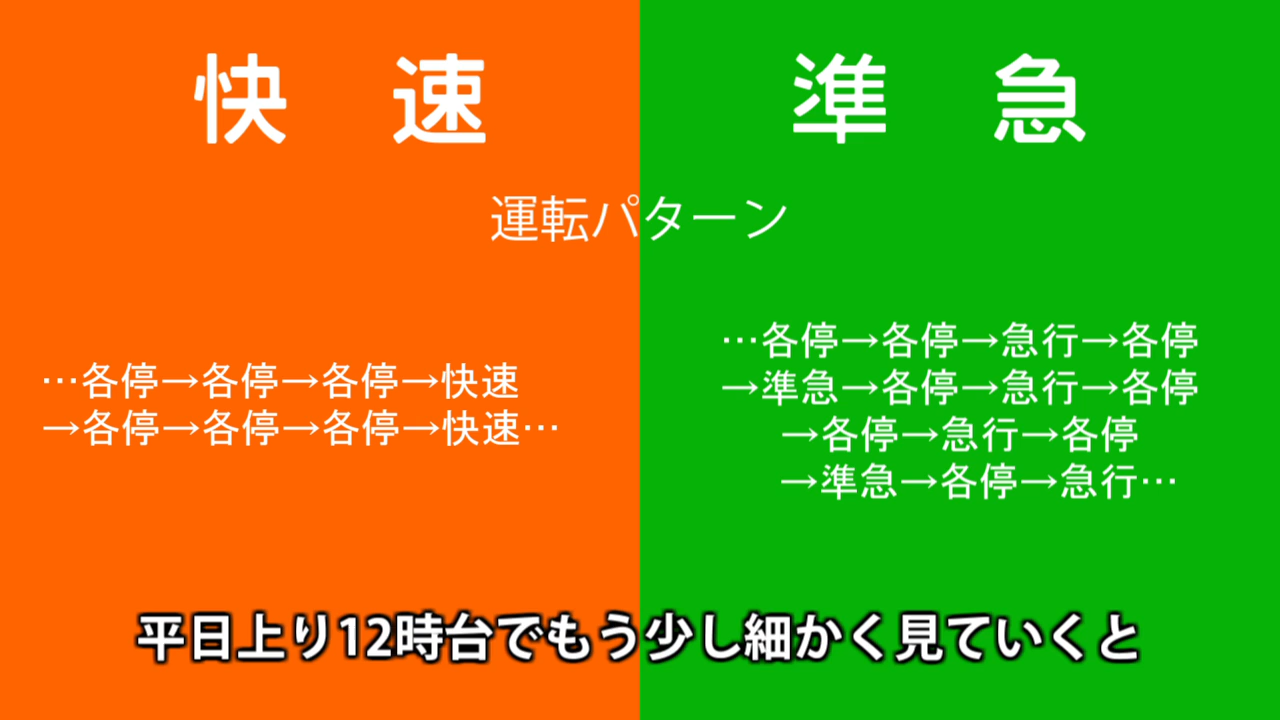 快速
準急
運転パターン
…各停→各停→各停→快速
→各停→各停→各停→快速…
…各停→各停→急行→各停
→準急→各停→急行→各停
→各停→急行→各停
→準急→各停→急行…
平日上り12時台でもう少し細かく見ていくと